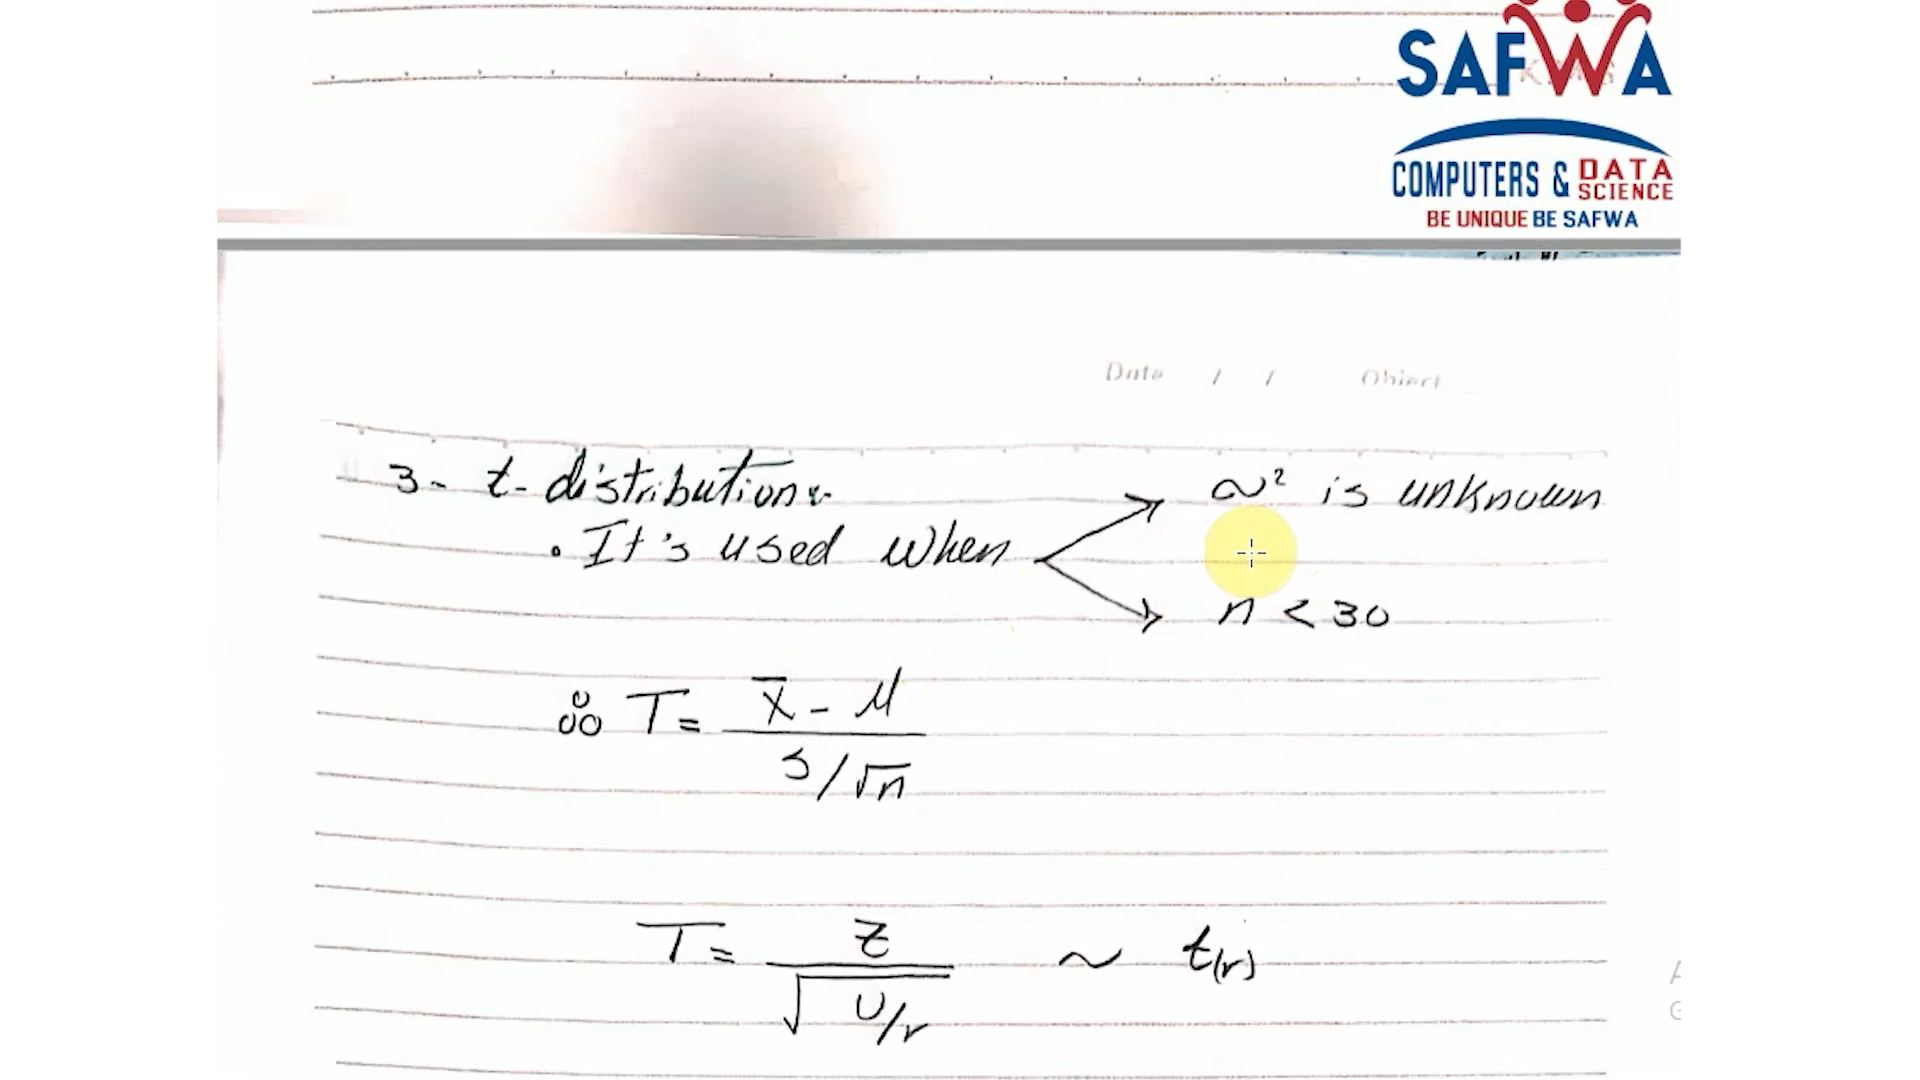 SAFWA
COMPUTERS & DATA SCIENCE
BE UNIQUE BE SAFWA
Date / / Object
3- t-distribution:-
σ² is unknown
• It's used when
n < 30
∴ T = x̄ - μ
S/√n
T = Z ~ t(r)
√U/r